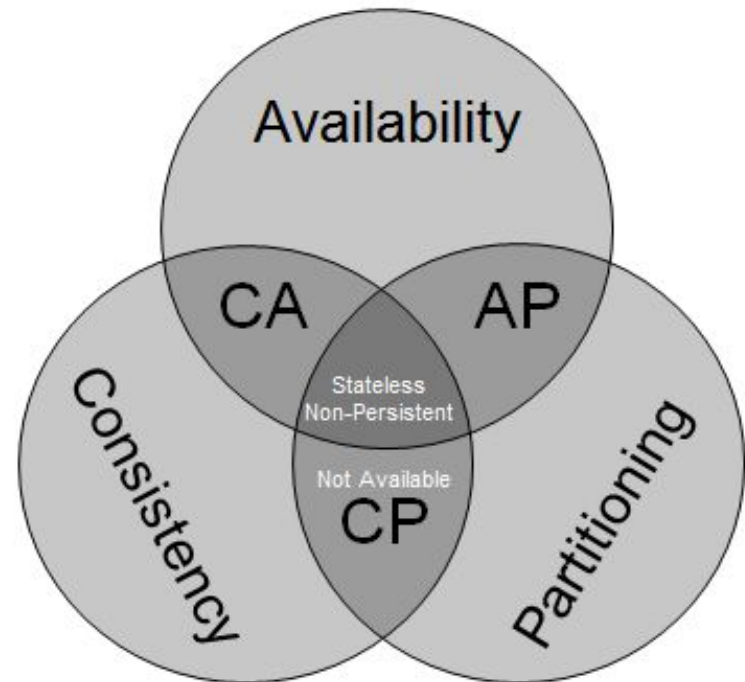 Availability
CA
AP
Stateless
Non-Persistent
Consistency
Not Available
CP
Partitioning